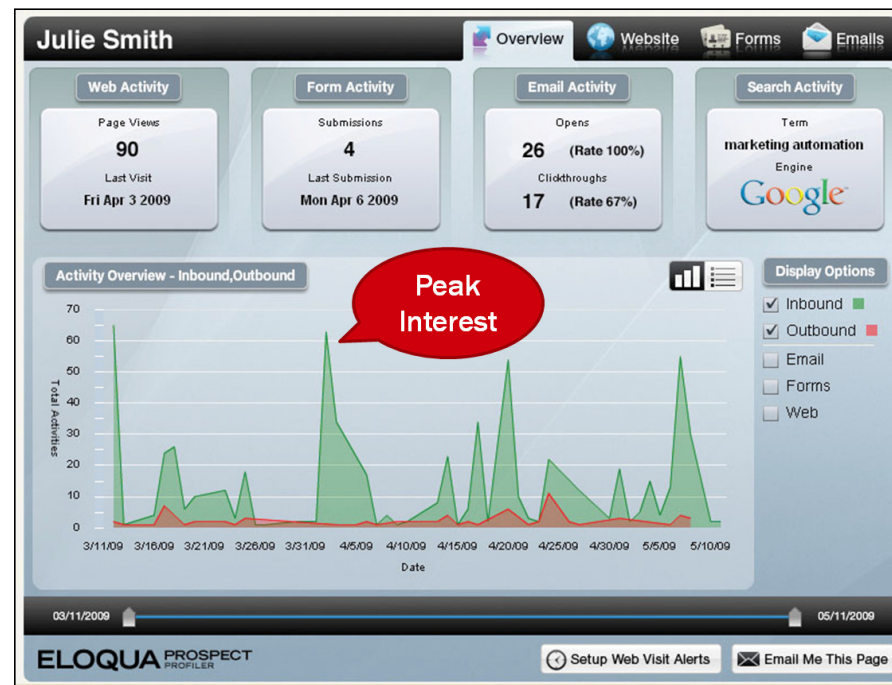 Julie Smith
Overview
Website
Forms
Emails
Web Activity
Page Views
90
Last Visit
Fri Apr 3 2009
Form Activity
Submissions
4
Last Submission
Mon Apr 6 2009
Email Activity
Opens
26 (Rate 100%)
Clickthroughs
17 (Rate 67%)
Search Activity
Term
marketing automation
Engine
Google
Activity Overview - Inbound,Outbound
Peak
Interest
Display Options
Inbound
Outbound
Email
Forms
Web
Total Activities
70
60
50
40
30
20
10
0
3/11/09 3/16/09 3/21/09 3/26/09 3/31/09 4/5/09 4/10/09 4/15/09 4/20/09 4/25/09 4/30/09 5/5/09 5/10/09
Date
03/11/2009
05/11/2009
ELOQUA PROSPECT
PROFILER
Setup Web Visit Alerts
Email Me This Page